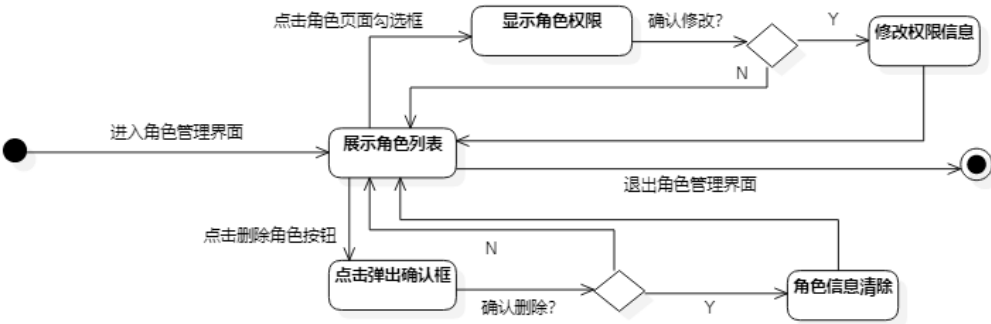 点击角色页面勾选框
显示角色权限
确认修改?
Y
修改权限信息
N
进入角色管理界面
展示角色列表
退出角色管理界面
点击删除角色按钮
N
点击弹出确认框
确认删除?
Y
角色信息清除